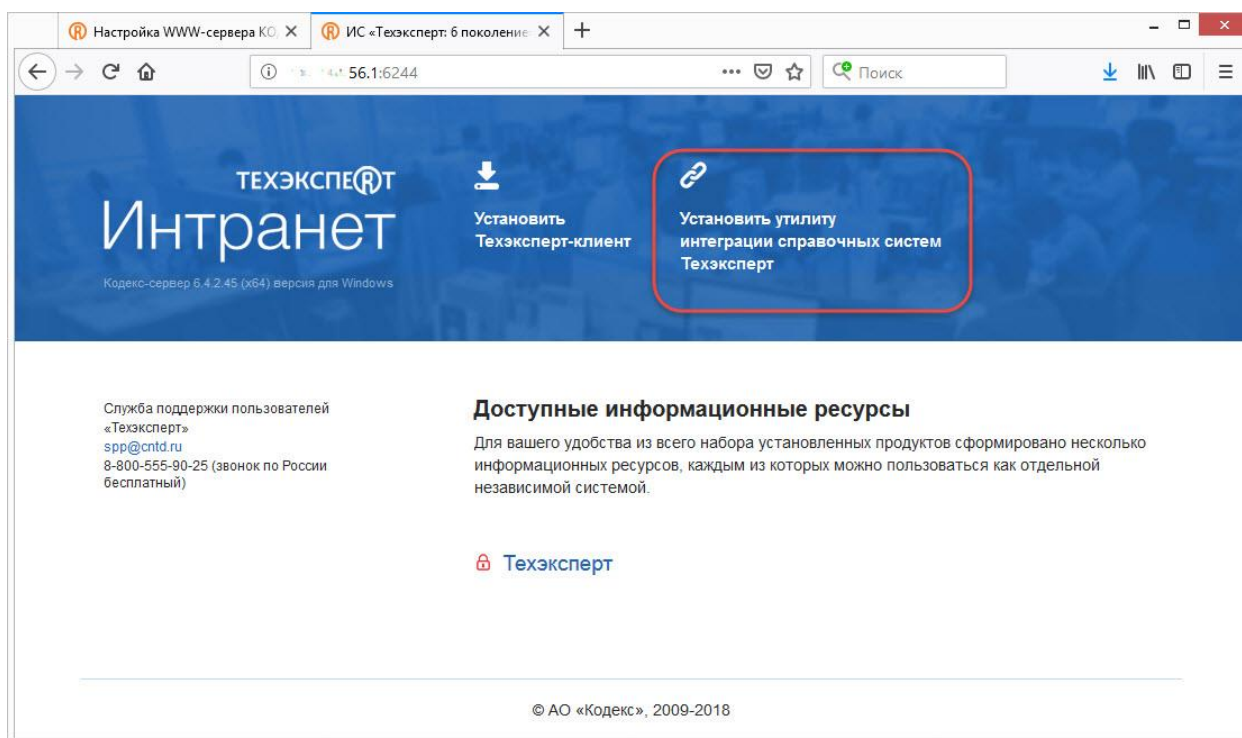 Настройка WWW-сервера КО
ИС «Техэксперт: 6 поколение
56.1:6244
Поиск
ТЕХЭКСПЕ®Т
Интранет
Кодекс-сервер 6.4.2.45 (x64) версия для Windows
Установить
Техэксперт-клиент
Установить утилиту
интеграции справочных систем
Техэксперт
Служба поддержки пользователей
«Техэксперт»
spp@cntd.ru
8-800-555-90-25 (звонок по России
бесплатный)
Доступные информационные ресурсы
Для вашего удобства из всего набора установленных продуктов сформировано несколько
информационных ресурсов, каждым из которых можно пользоваться как отдельной
независимой системой.
Техэксперт
© АО «Кодекс», 2009-2018